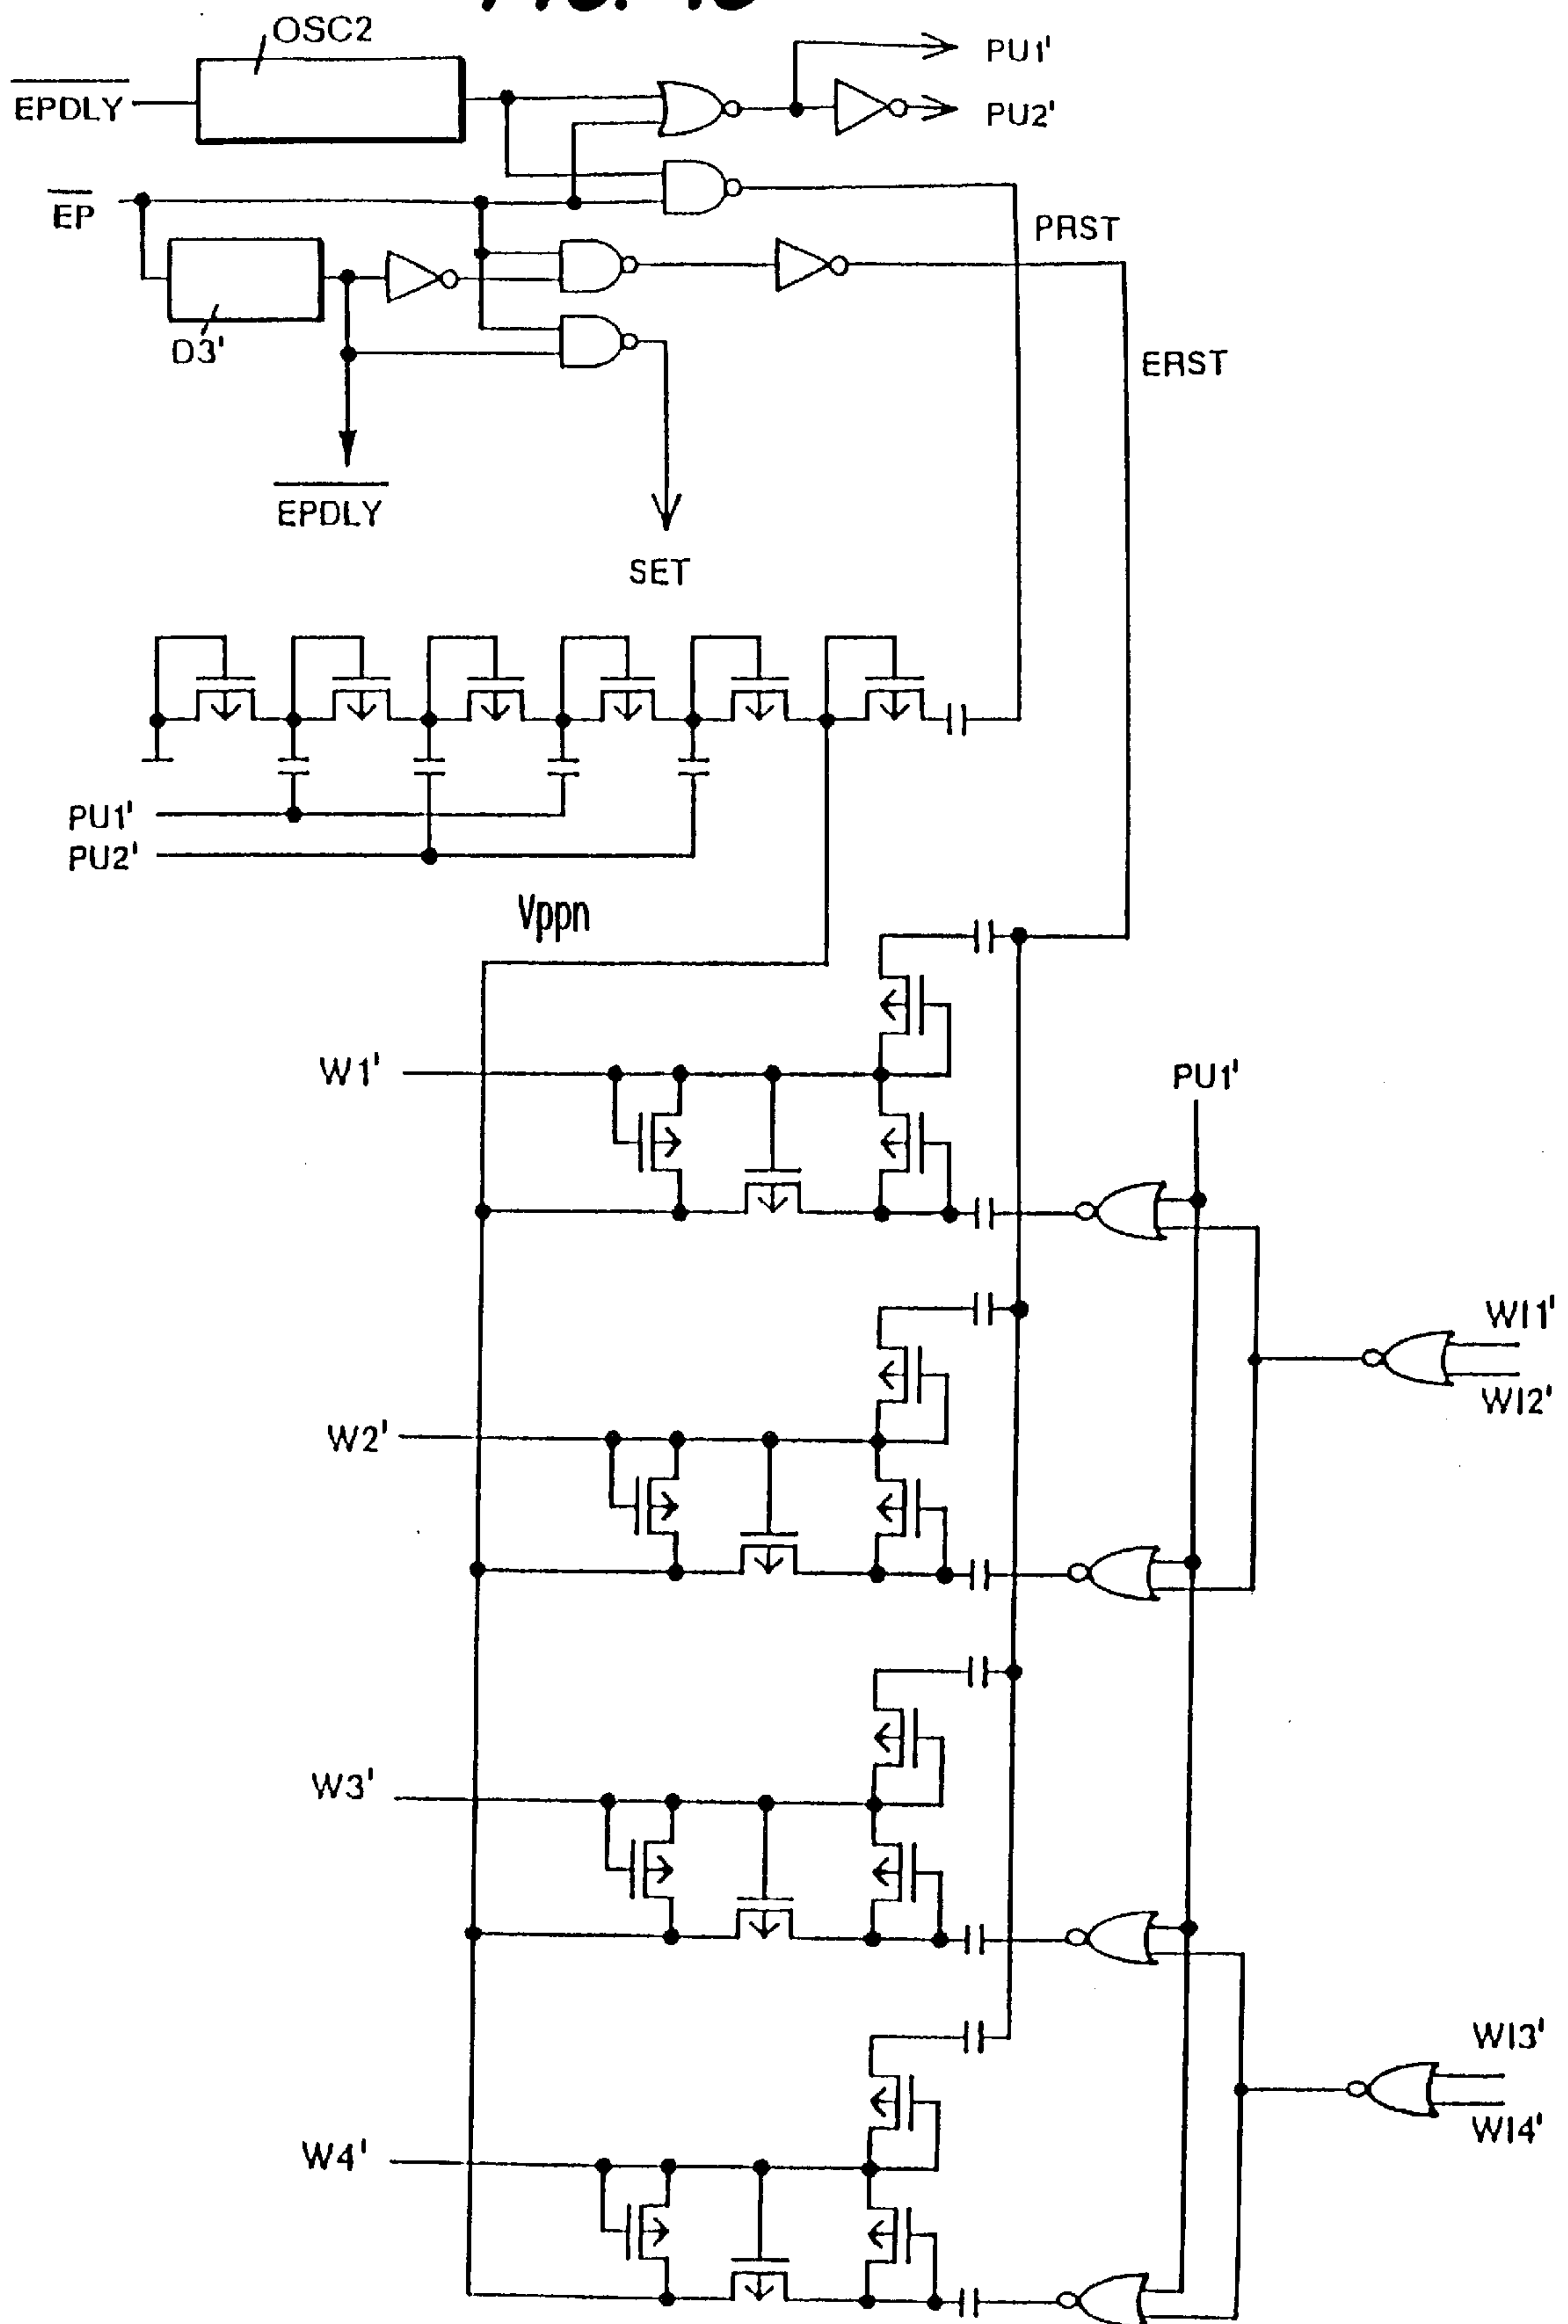 OSC2
PU1'
EPDLY
PU2'
EP
PRST
D3'
ERST
EPDLY
SET
PU1'
PU2'
Vppn
W1'
PU1'
WI1'
WI2'
W2'
W3'
WI3'
WI4'
W4'